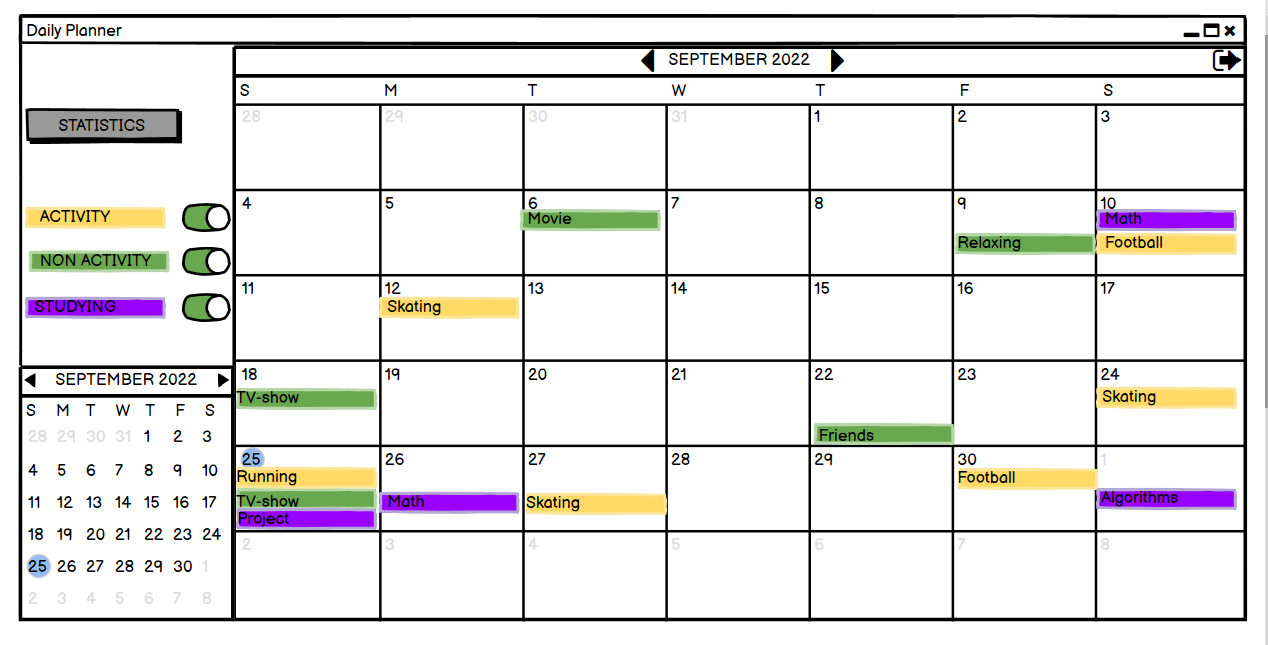 Daily Planner
SEPTEMBER 2022
S M T W T F S
STATISTICS
ACTIVITY
NON ACTIVITY
STUDYING
28 29 30 31 1 2 3
4 5 6 7 8 9 10
Movie Math
Relaxing Football
11 12 13 14 15 16 17
Skating
18 19 20 21 22 23 24
TV-show Skating
Friends
25 26 27 28 29 30 1
Running Football
TV-show Math Skating Algorithms
Project
2 3 4 5 6 7 8
SEPTEMBER 2022
S M T W T F S
28 29 30 31 1 2 3
4 5 6 7 8 9 10
11 12 13 14 15 16 17
18 19 20 21 22 23 24
25 26 27 28 29 30 1
2 3 4 5 6 7 8